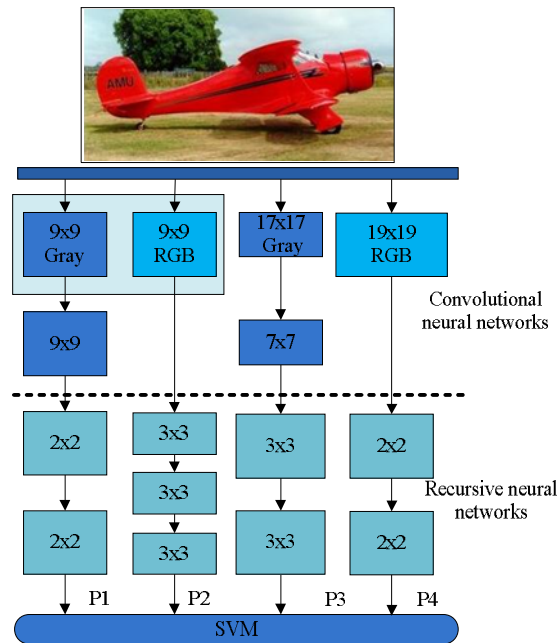 AMU
9x9
Gray
9x9
RGB
17x17
Gray
19x19
RGB
Convolutional
neural networks
9x9
7x7
2x2
3x3
3x3
2x2
3x3
Recursive neural
networks
2x2
3x3
3x3
2x2
P1
P2
P3
P4
SVM